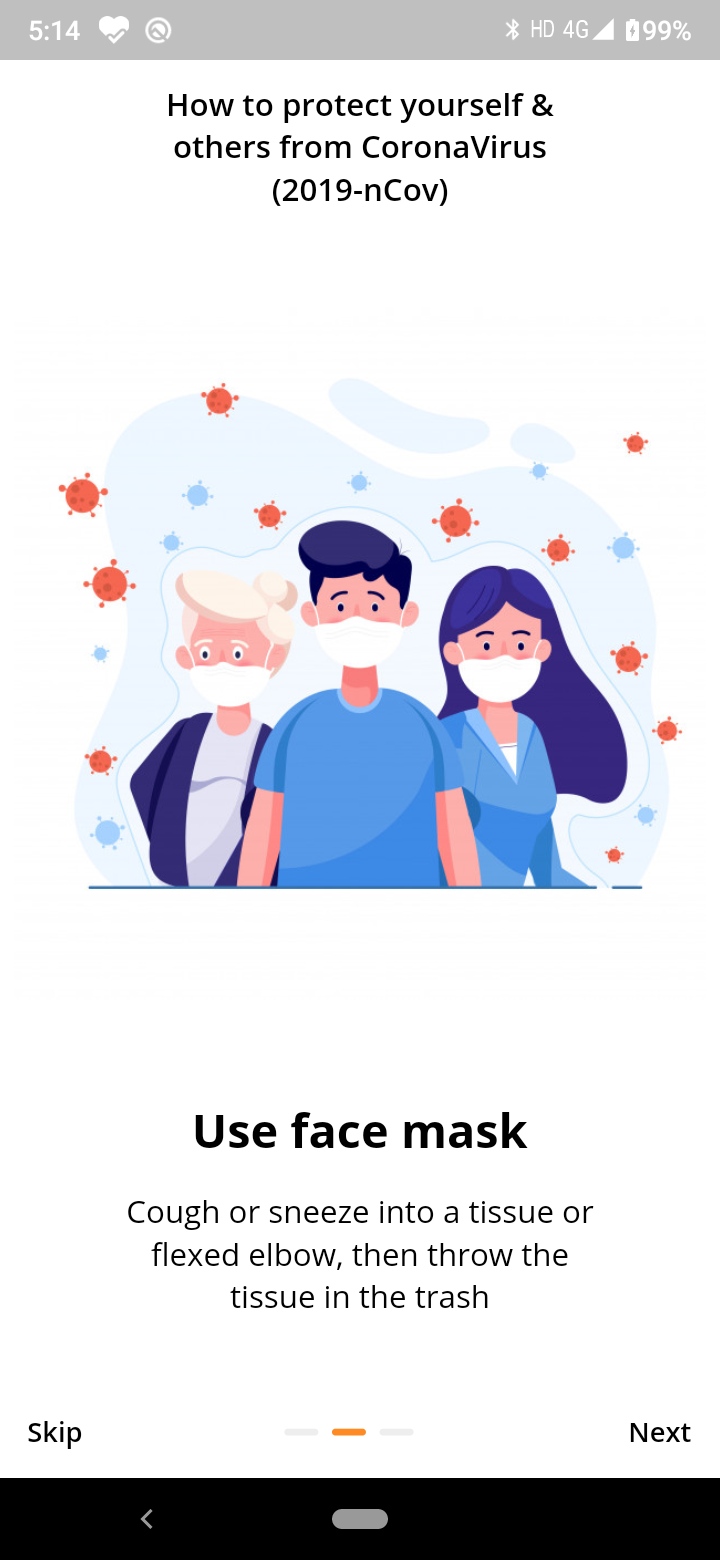 5:14 HD 4G 99%
How to protect yourself &
others from CoronaVirus
(2019-nCov)
Use face mask
Cough or sneeze into a tissue or
flexed elbow, then throw the
tissue in the trash
Skip Next